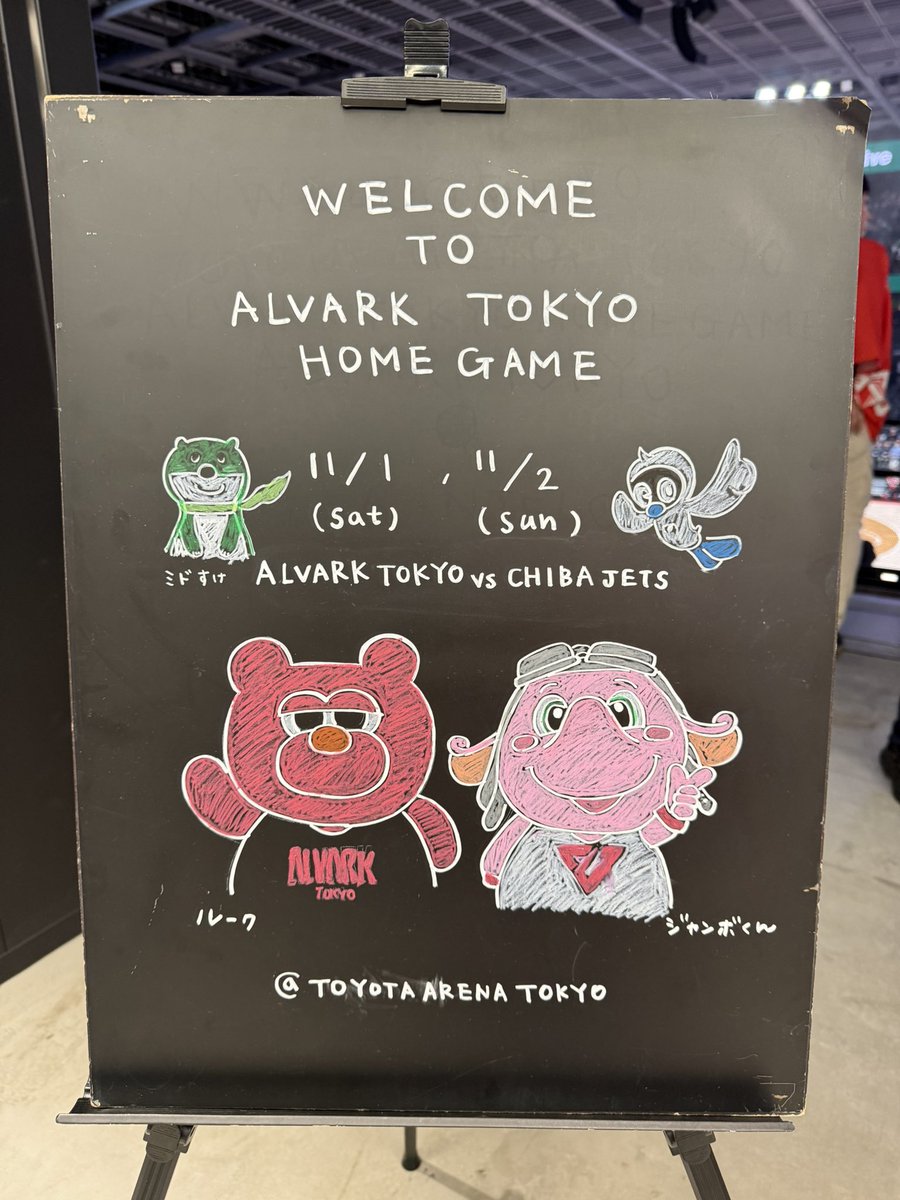 WELCOME
TO
ALVARK TOKYO
HOME GAME
11/1 , 11/2
(sat) (sun)
ミドすけ
ALVARK TOKYO vs CHIBA JETS
ALVARK
TOKYO
ルーク
ジャンボくん
@ TOYOTA ARENA TOKYO